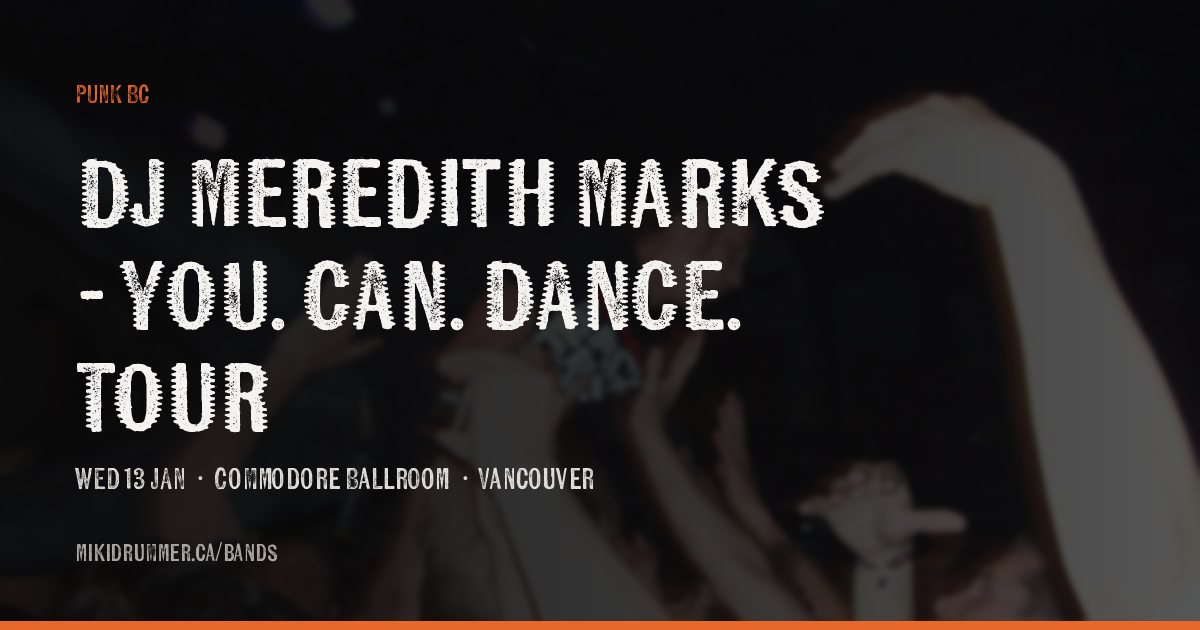 PUNK BC
DJ MEREDITH MARKS
- YOU. CAN. DANCE.
TOUR
WED 13 JAN · COMMODORE BALLROOM · VANCOUVER
MIKIDRUMMER.CA/BANDS